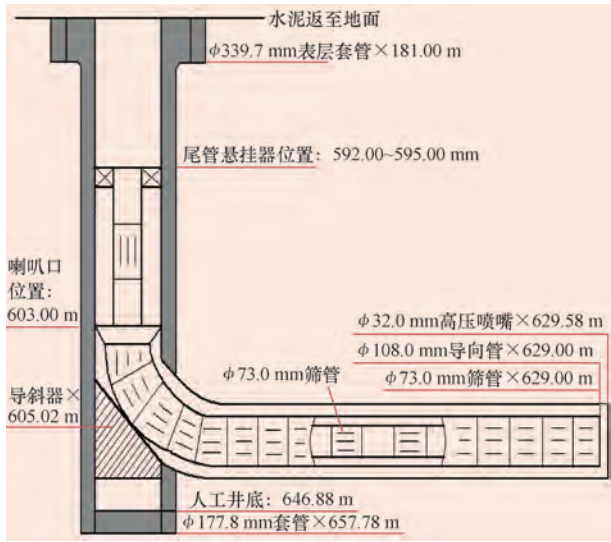 水泥返至地面
ϕ339.7 mm表层套管×181.00 m
尾管悬挂器位置：592.00~595.00 mm
喇叭口
位置：
603.00 m
ϕ32.0 mm高压喷嘴×629.58 m
ϕ108.0 mm导向管×629.00 m
ϕ73.0 mm筛管
ϕ73.0 mm筛管×629.00 m
导斜器×
605.02 m
人工井底：646.88 m
ϕ177.8 mm套管×657.78 m